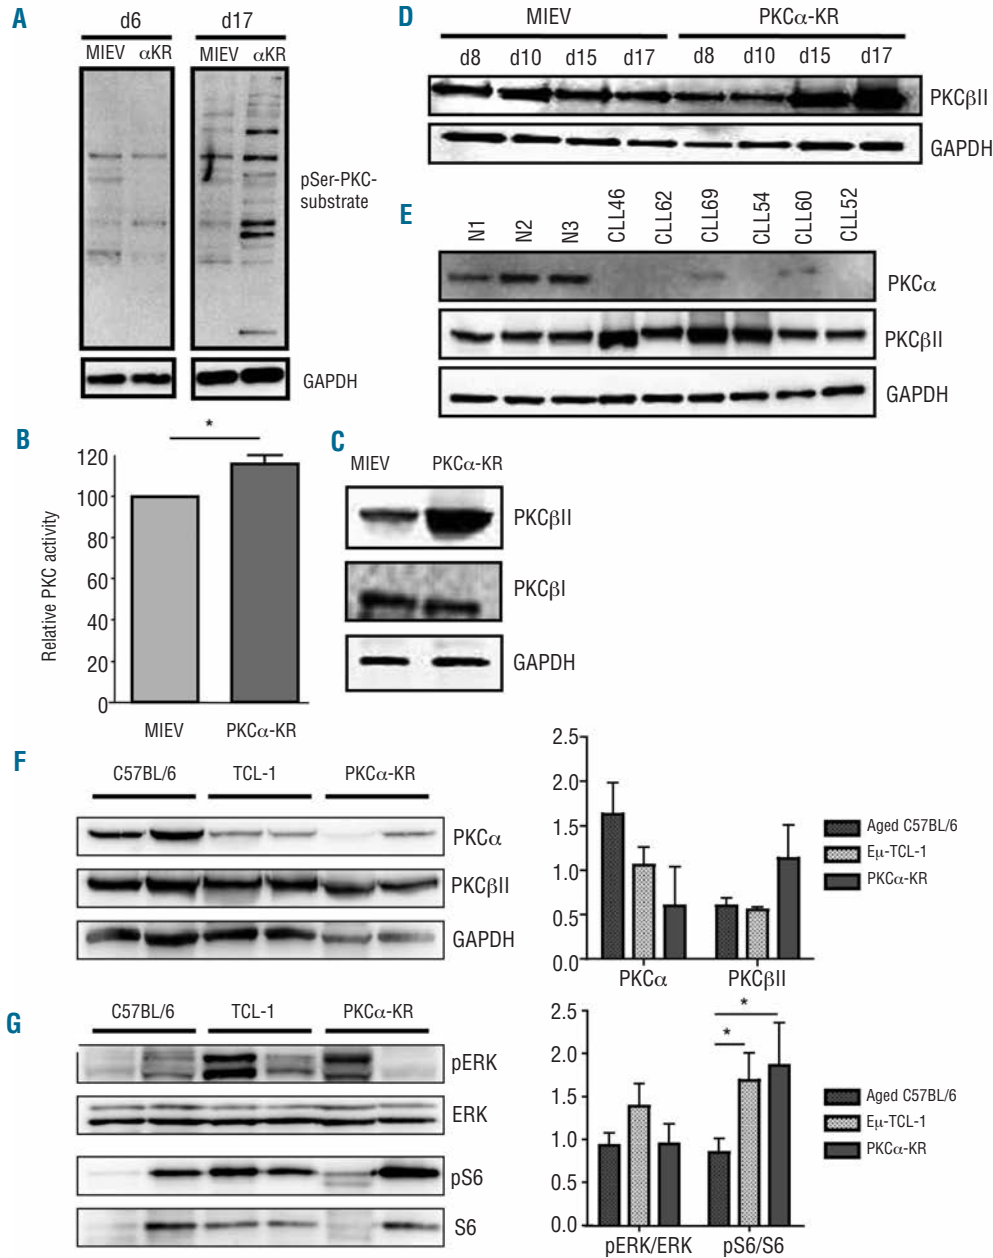 A
d6 d17
MIEV αKR MIEV αKR
pSer-PKC-
substrate
GAPDH
B
*
Relative PKC activity
120
100
80
60
40
20
0
MIEV PKCα-KR
C
MIEV PKCα-KR
PKCβII
PKCβI
GAPDH
D
MIEV PKCα-KR
d8 d10 d15 d17 d8 d10 d15 d17
PKCβII
GAPDH
E
N1 N2 N3 CLL46 CLL62 CLL69 CLL54 CLL60 CLL52
PKCα
PKCβII
GAPDH
F
C57BL/6 TCL-1 PKCα-KR
PKCα
PKCβII
GAPDH
2.5
2.0
1.5
1.0
0.5
0.0
PKCα PKCβII
Aged C57BL/6
Eμ-TCL-1
PKCα-KR
G
C57BL/6 TCL-1 PKCα-KR
pERK
ERK
pS6
S6
2.5
2.0
1.5
1.0
0.5
0.0
*
*
pERK/ERK pS6/S6
Aged C57BL/6
Eμ-TCL-1
PKCα-KR